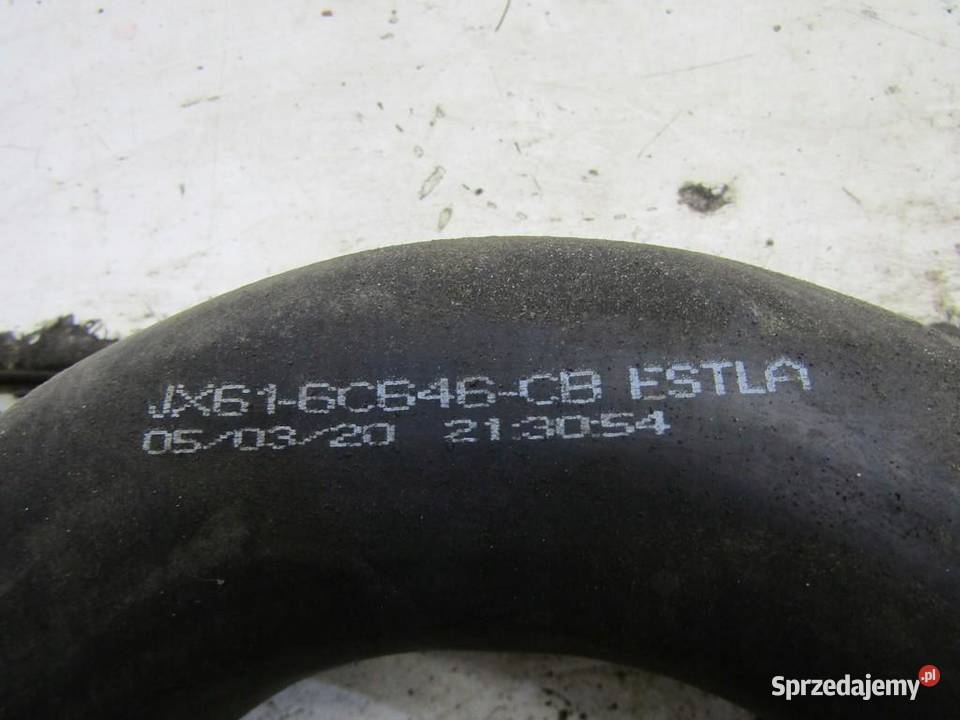 JX61-6C646-CB ESTLA
05/03/20 21:30:54
Sprzedajemy.pl